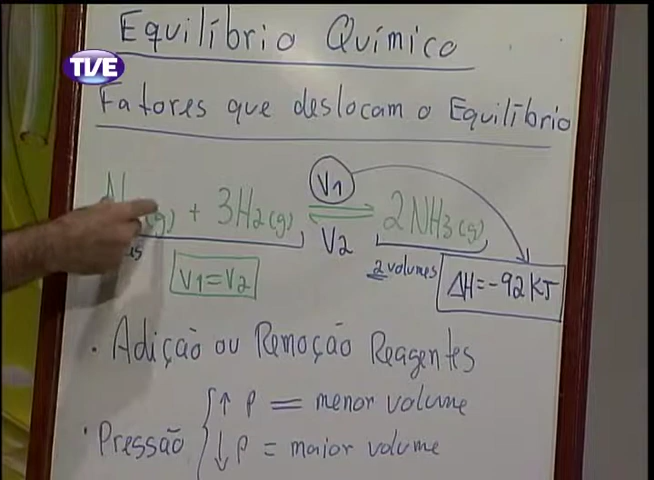 Equilíbrio Químico
TVE
Fatores que deslocam o Equilíbrio
N (g) + 3H2(g) V1 ⇌ V2 2NH3(g)
2 volumes
V1=V2
ΔH=-92KJ
· Adição ou Remoção Reagentes
· Pressão { ↑ P = menor volume
↓ P = maior volume